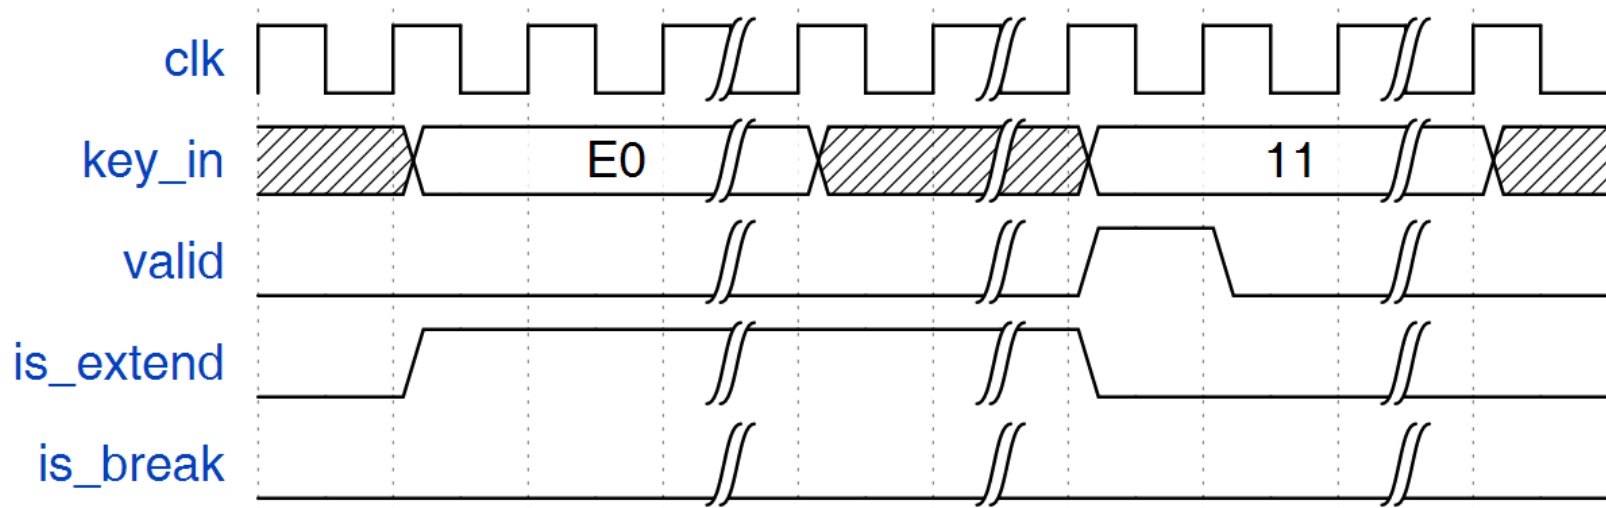 clk
key_in E0 11
valid
is_extend
is_break